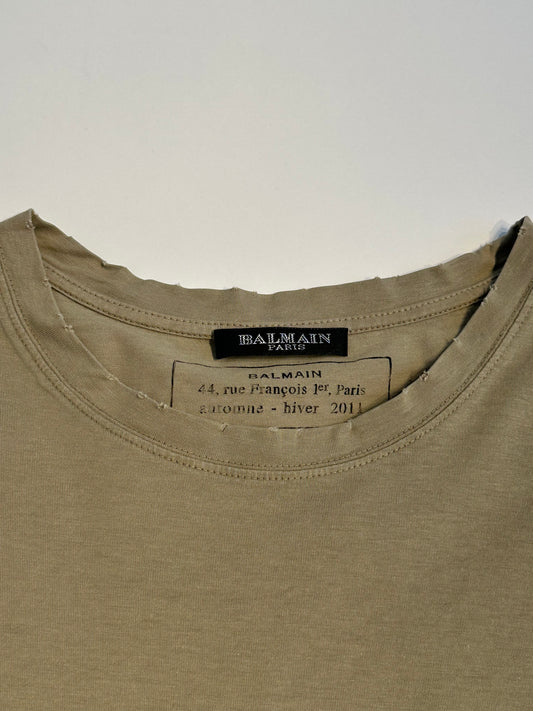 BALMAIN
PARIS
BALMAIN
44, rue François 1er, Paris
automne - hiver 2011